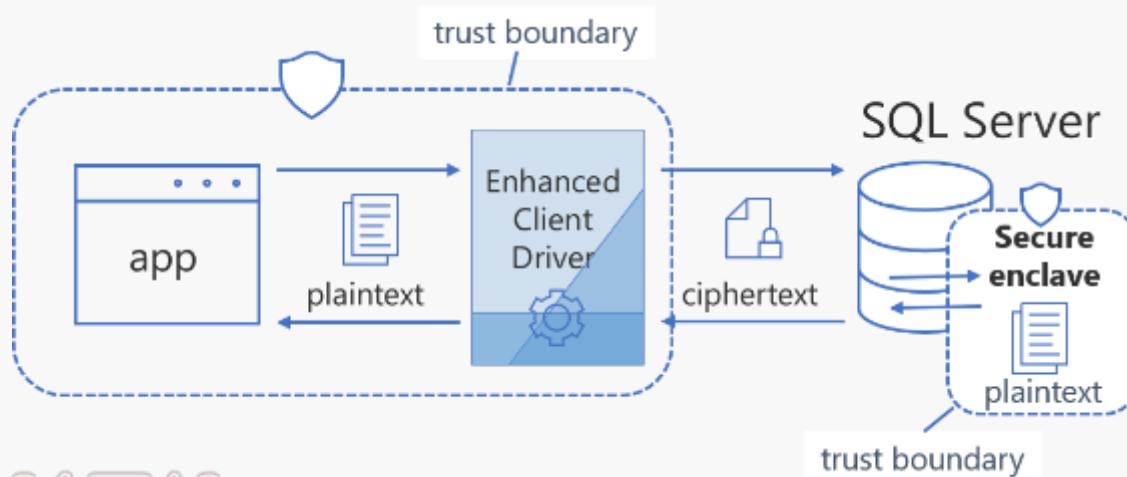 trust boundary
SQL Server
app
plaintext
Enhanced
Client
Driver
ciphertext
Secure
enclave
plaintext
trust boundary